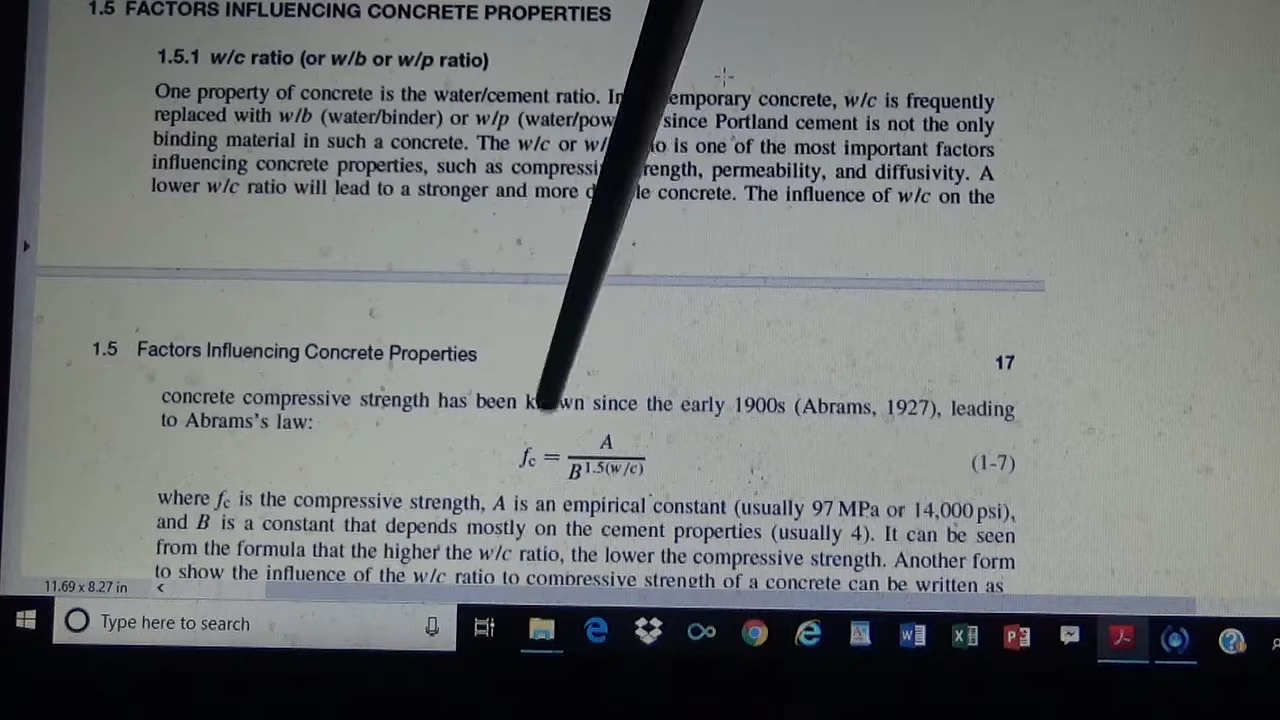 1.5 FACTORS INFLUENCING CONCRETE PROPERTIES
1.5.1 w/c ratio (or w/b or w/p ratio)
One property of concrete is the water/cement ratio. In emporary concrete, w/c is frequently
replaced with w/b (water/binder) or w/p (water/pow since Portland cement is not the only
binding material in such a concrete. The w/c or w/ io is one of the most important factors
influencing concrete properties, such as compressi rength, permeability, and diffusivity. A
lower w/c ratio will lead to a stronger and more d le concrete. The influence of w/c on the
1.5 Factors Influencing Concrete Properties 17
concrete compressive strength has been known since the early 1900s (Abrams, 1927), leading
to Abrams's law:
fc = A / B^1.5(w/c) (1-7)
where fc is the compressive strength, A is an empirical constant (usually 97 MPa or 14,000 psi),
and B is a constant that depends mostly on the cement properties (usually 4). It can be seen
from the formula that the higher the w/c ratio, the lower the compressive strength. Another form
to show the influence of the w/c ratio to compressive strength of a concrete can be written as
11.69 x 8.27 in
Type here to search